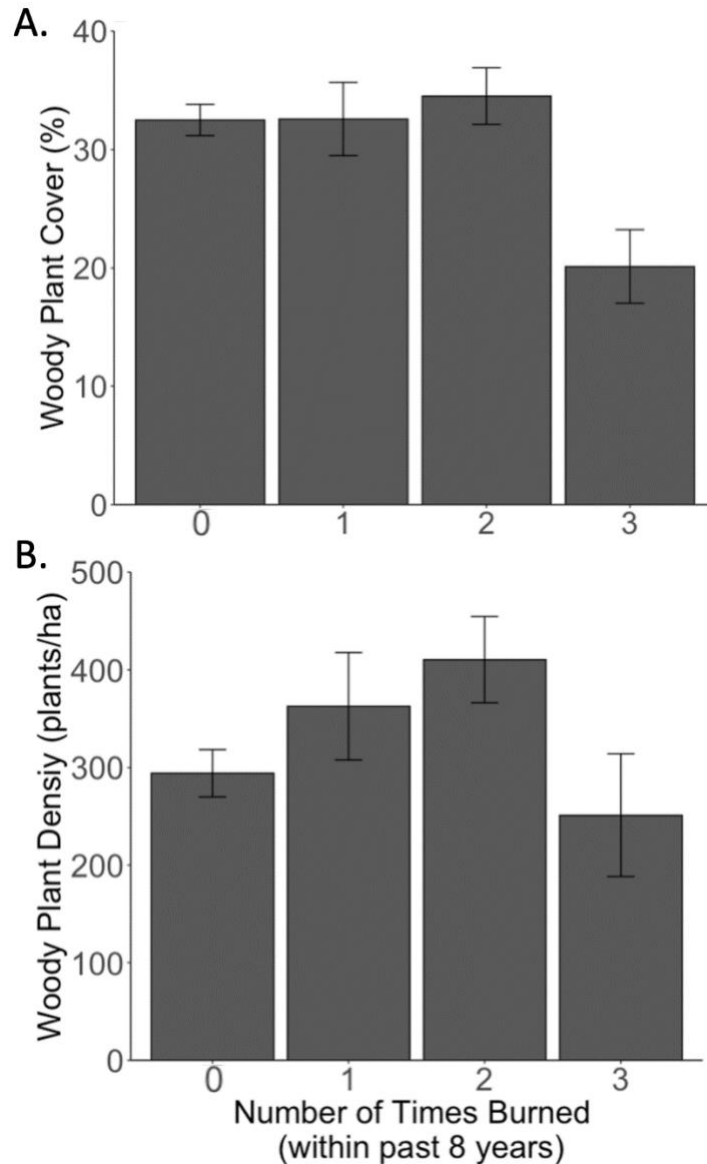 A.
Woody Plant Cover (%)
40
30
20
10
0
0 1 2 3
B.
Woody Plant Densiy (plants/ha)
500
400
300
200
100
0
0 1 2 3
Number of Times Burned
(within past 8 years)